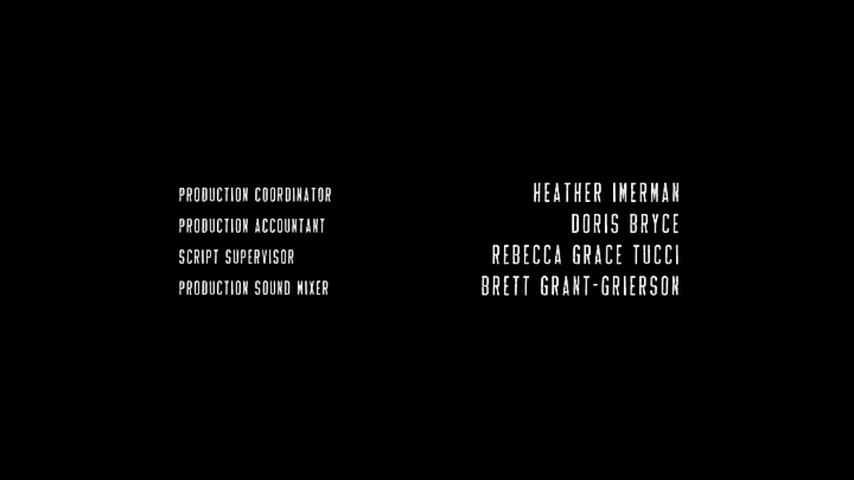 PRODUCTION COORDINATOR HEATHER IMERMAN
PRODUCTION ACCOUNTANT DORIS BRYCE
SCRIPT SUPERVISOR REBECCA GRACE TUCCI
PRODUCTION SOUND MIXER BRETT GRANT-GRIERSON